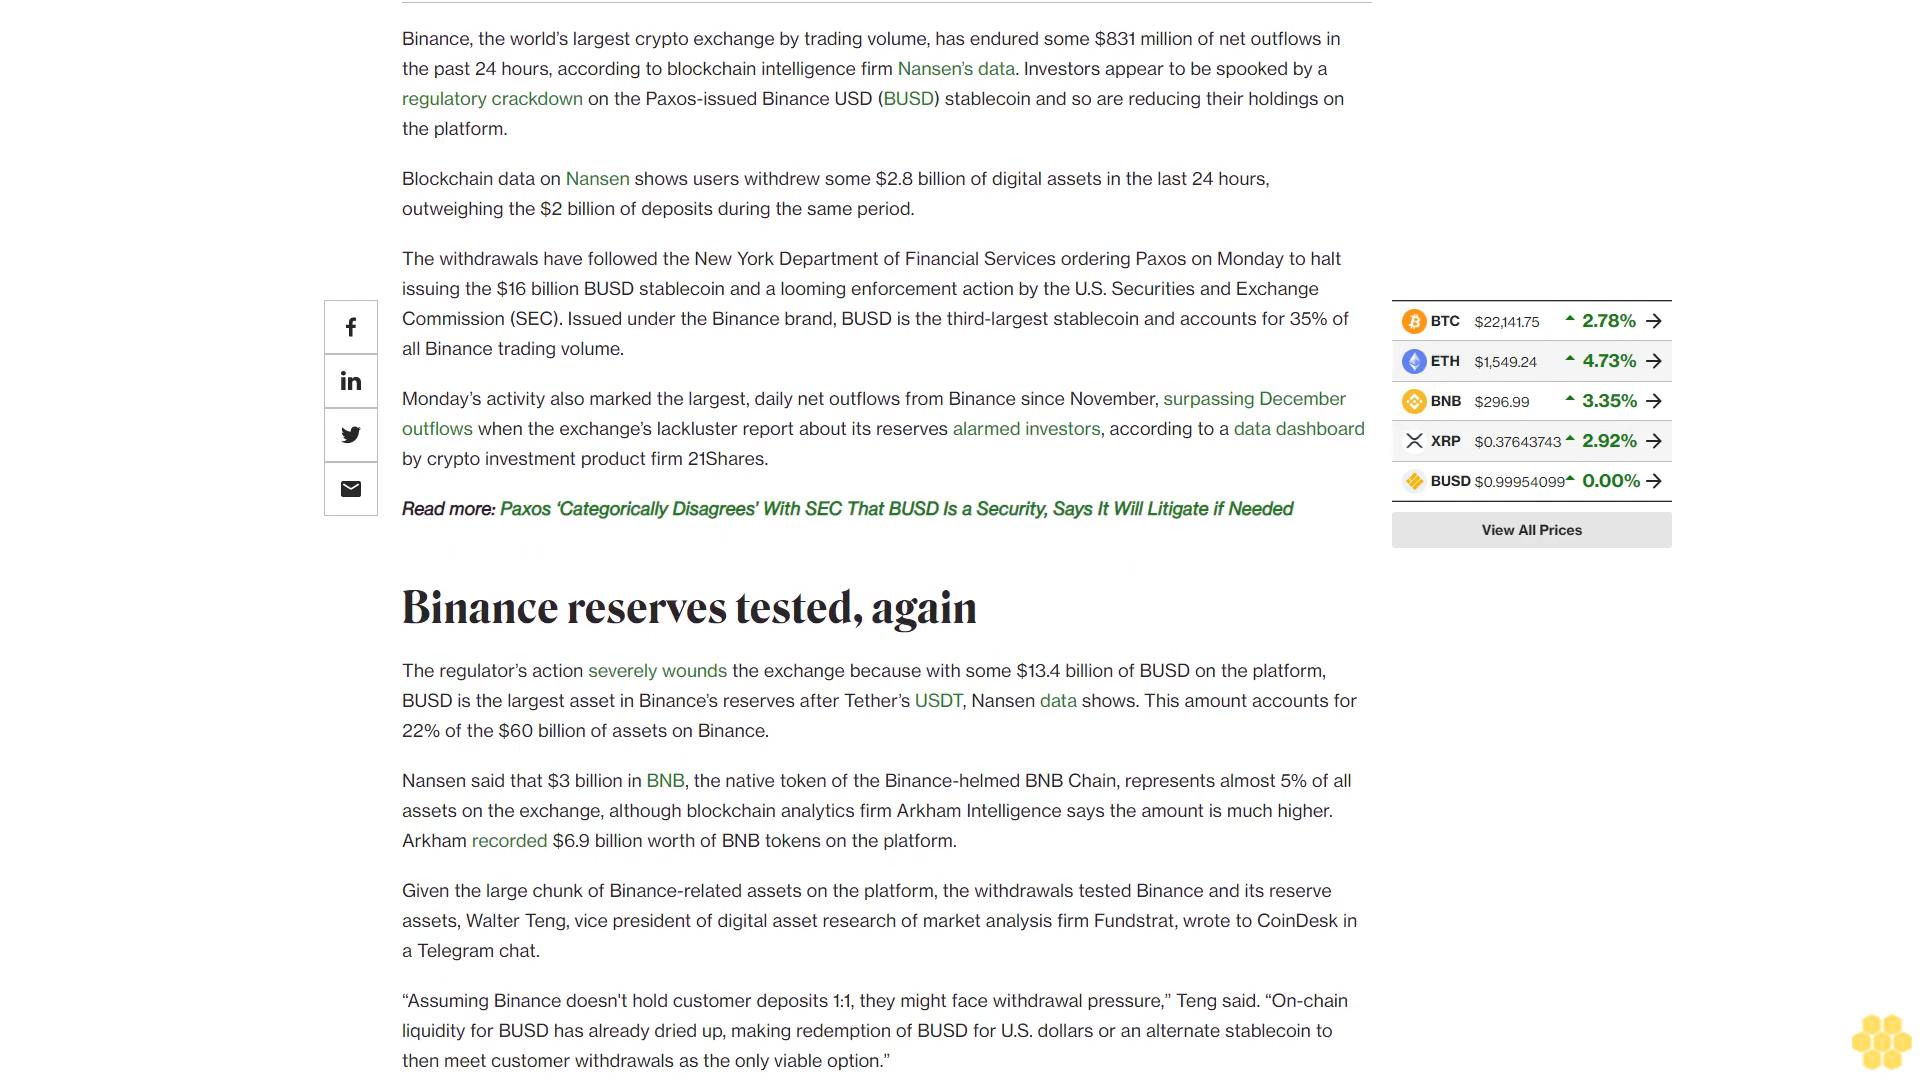 Binance, the world’s largest crypto exchange by trading volume, has endured some $831 million of net outflows in
the past 24 hours, according to blockchain intelligence firm Nansen’s data. Investors appear to be spooked by a
regulatory crackdown on the Paxos-issued Binance USD (BUSD) stablecoin and so are reducing their holdings on
the platform.
Blockchain data on Nansen shows users withdrew some $2.8 billion of digital assets in the last 24 hours,
outweighing the $2 billion of deposits during the same period.
The withdrawals have followed the New York Department of Financial Services ordering Paxos on Monday to halt
issuing the $16 billion BUSD stablecoin and a looming enforcement action by the U.S. Securities and Exchange
Commission (SEC). Issued under the Binance brand, BUSD is the third-largest stablecoin and accounts for 35% of
all Binance trading volume.
Monday’s activity also marked the largest, daily net outflows from Binance since November, surpassing December
outflows when the exchange’s lackluster report about its reserves alarmed investors, according to a data dashboard
by crypto investment product firm 21Shares.
Read more: Paxos ‘Categorically Disagrees’ With SEC That BUSD Is a Security, Says It Will Litigate if Needed
Binance reserves tested, again
The regulator’s action severely wounds the exchange because with some $13.4 billion of BUSD on the platform,
BUSD is the largest asset in Binance’s reserves after Tether’s USDT, Nansen data shows. This amount accounts for
22% of the $60 billion of assets on Binance.
Nansen said that $3 billion in BNB, the native token of the Binance-helmed BNB Chain, represents almost 5% of all
assets on the exchange, although blockchain analytics firm Arkham Intelligence says the amount is much higher.
Arkham recorded $6.9 billion worth of BNB tokens on the platform.
Given the large chunk of Binance-related assets on the platform, the withdrawals tested Binance and its reserve
assets, Walter Teng, vice president of digital asset research of market analysis firm Fundstrat, wrote to CoinDesk in
a Telegram chat.
“Assuming Binance doesn't hold customer deposits 1:1, they might face withdrawal pressure,” Teng said. “On-chain
liquidity for BUSD has already dried up, making redemption of BUSD for U.S. dollars or an alternate stablecoin to
then meet customer withdrawals as the only viable option.”
BTC $22,141.75 2.78%
ETH $1,549.24 4.73%
BNB $296.99 3.35%
XRP $0.37643743 2.92%
BUSD $0.99954099 0.00%
View All Prices